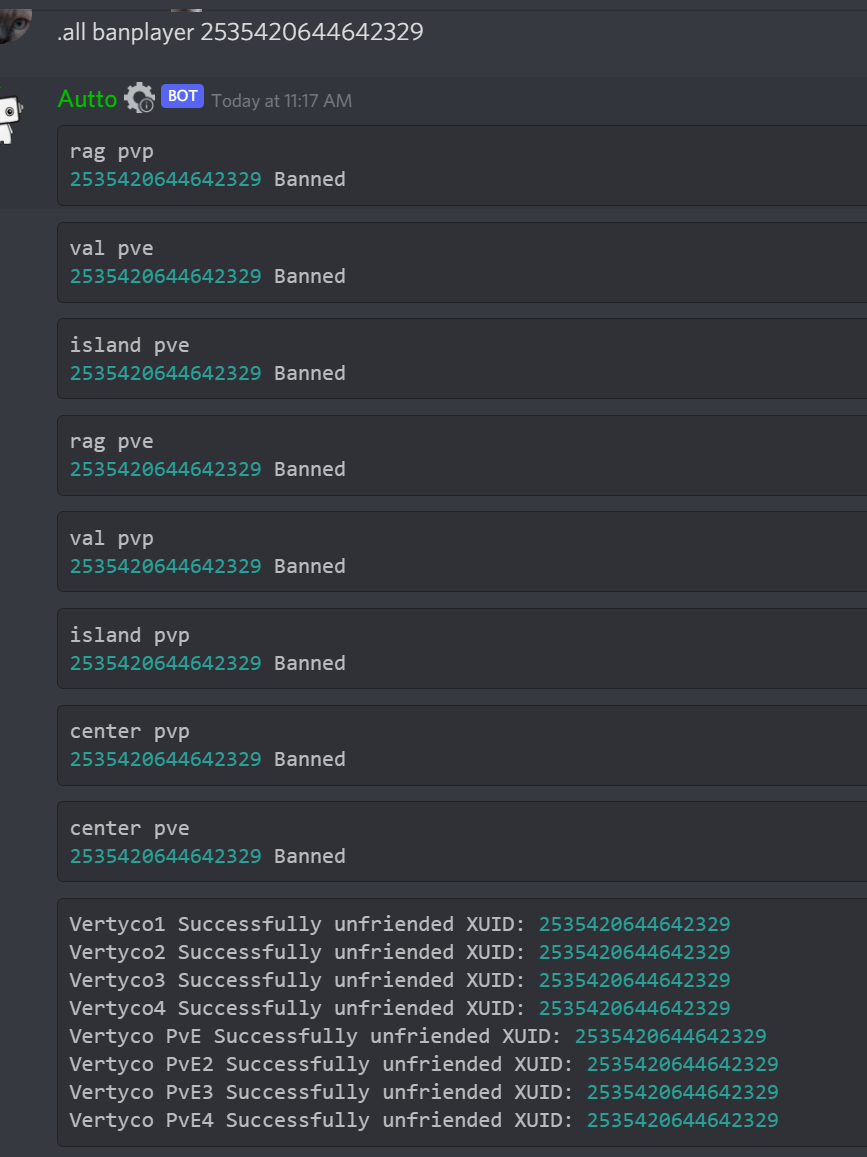 .all banplayer 2535420644642329
Autto BOT Today at 11:17 AM
rag pvp
2535420644642329 Banned
val pve
2535420644642329 Banned
island pve
2535420644642329 Banned
rag pve
2535420644642329 Banned
val pvp
2535420644642329 Banned
island pvp
2535420644642329 Banned
center pvp
2535420644642329 Banned
center pve
2535420644642329 Banned
Vertyco1 Successfully unfriended XUID: 2535420644642329
Vertyco2 Successfully unfriended XUID: 2535420644642329
Vertyco3 Successfully unfriended XUID: 2535420644642329
Vertyco4 Successfully unfriended XUID: 2535420644642329
Vertyco PvE Successfully unfriended XUID: 2535420644642329
Vertyco PvE2 Successfully unfriended XUID: 2535420644642329
Vertyco PvE3 Successfully unfriended XUID: 2535420644642329
Vertyco PvE4 Successfully unfriended XUID: 2535420644642329